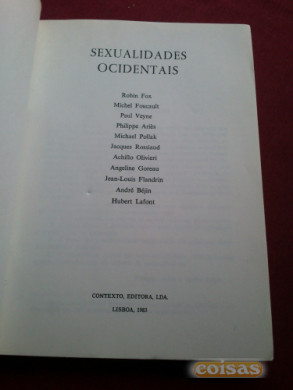 SEXUALIDADES
OCIDENTAIS
Robin Fox
Michel Foucault
Paul Veyne
Philippe Ariès
Michael Pollak
Jacques Rossiaud
Achillo Olivieri
Angeline Goreau
Jean-Louis Flandrin
André Béjin
Hubert Lafont
CONTEXTO, EDITORA, LDA.
LISBOA, 1983
coisas